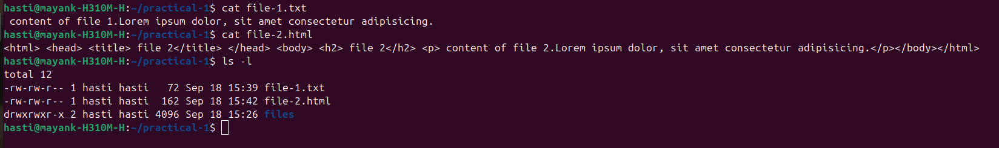 hasti@mayank-H310M-H:~/practical-1$ cat file-1.txt
 content of file 1.Lorem ipsum dolor, sit amet consectetur adipisicing.
hasti@mayank-H310M-H:~/practical-1$ cat file-2.html
<html> <head> <title> file 2</title> </head> <body> <h2> file 2</h2> <p> content of file 2.Lorem ipsum dolor, sit amet consectetur adipisicing.</p></body></html>
hasti@mayank-H310M-H:~/practical-1$ ls -l
total 12
-rw-rw-r-- 1 hasti hasti   72 Sep 18 15:39 file-1.txt
-rw-rw-r-- 1 hasti hasti  162 Sep 18 15:42 file-2.html
drwxrwxr-x 2 hasti hasti 4096 Sep 18 15:26 files
hasti@mayank-H310M-H:~/practical-1$